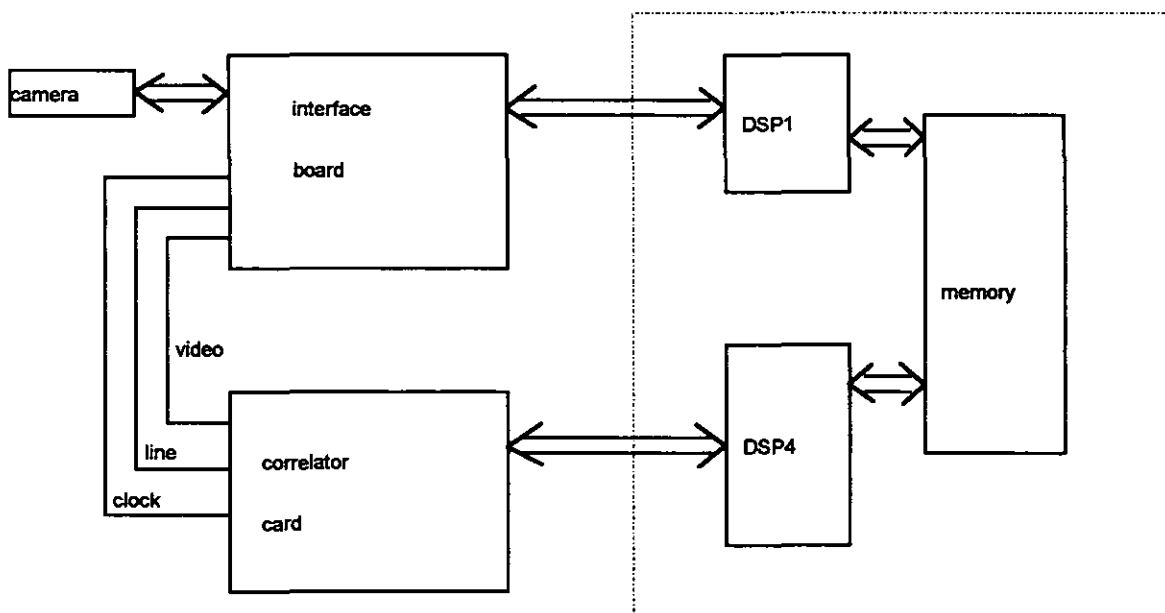 camera
interface
board
DSP1
memory
video
line
clock
correlator
card
DSP4